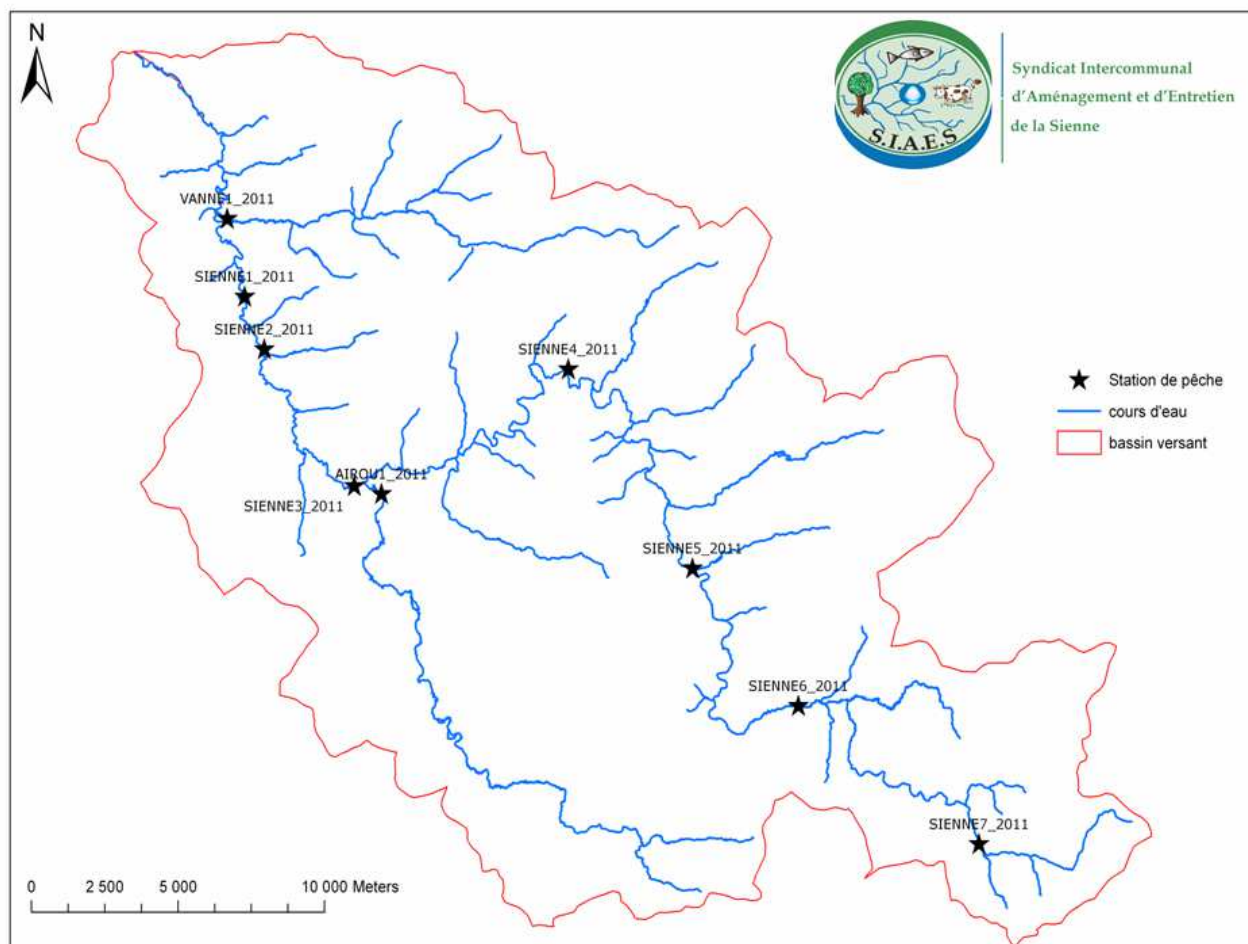 N
S.I.A.E.S
Syndicat Intercommunal
d'Aménagement et d'Entretien
de la Sienne
VANNE1_2011
SIENNE1_2011
SIENNE2_2011
SIENNE4_2011
Station de pêche
cours d'eau
bassin versant
AIROU1_2011
SIENNE3_2011
SIENNE5_2011
SIENNE6_2011
SIENNE7_2011
0 2 500 5 000 10 000 Meters